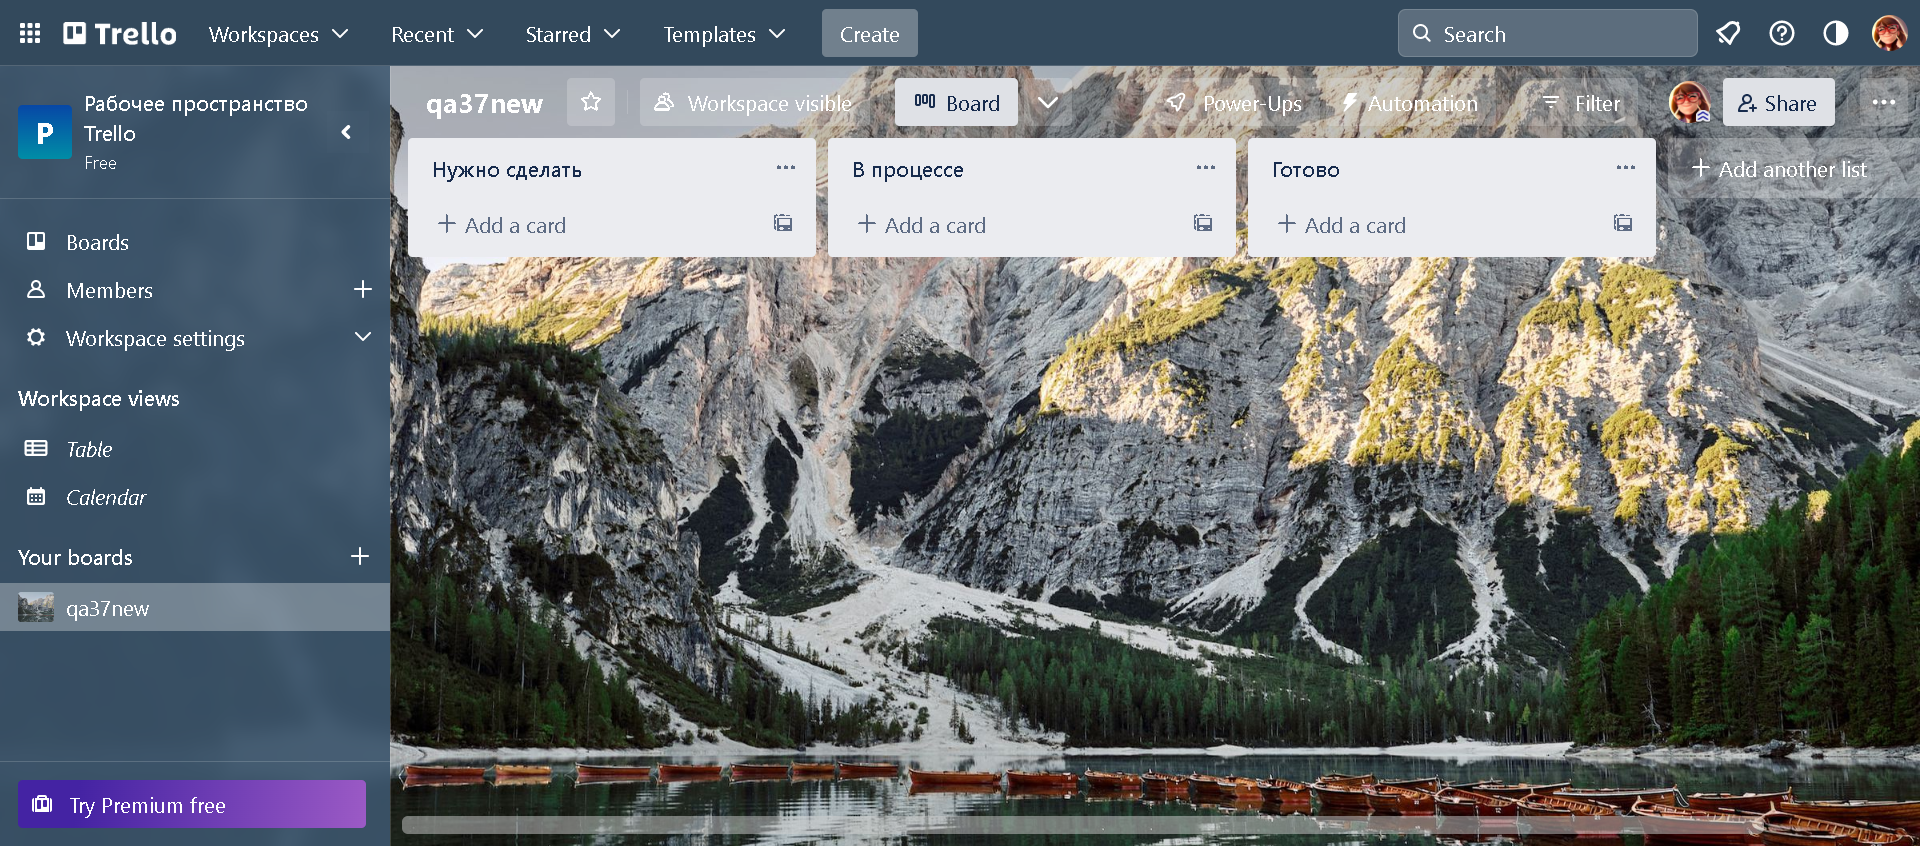 Trello
Workspaces
Recent
Starred
Templates
Create
Search
P
Рабочее пространство
Trello
Free
qa37new
Workspace visible
Board
Power-Ups
Automation
Filter
Share
Boards
Members
Workspace settings
Workspace views
Table
Calendar
Your boards
qa37new
Try Premium free
Нужно сделать
Add a card
В процессе
Add a card
Готово
Add a card
Add another list